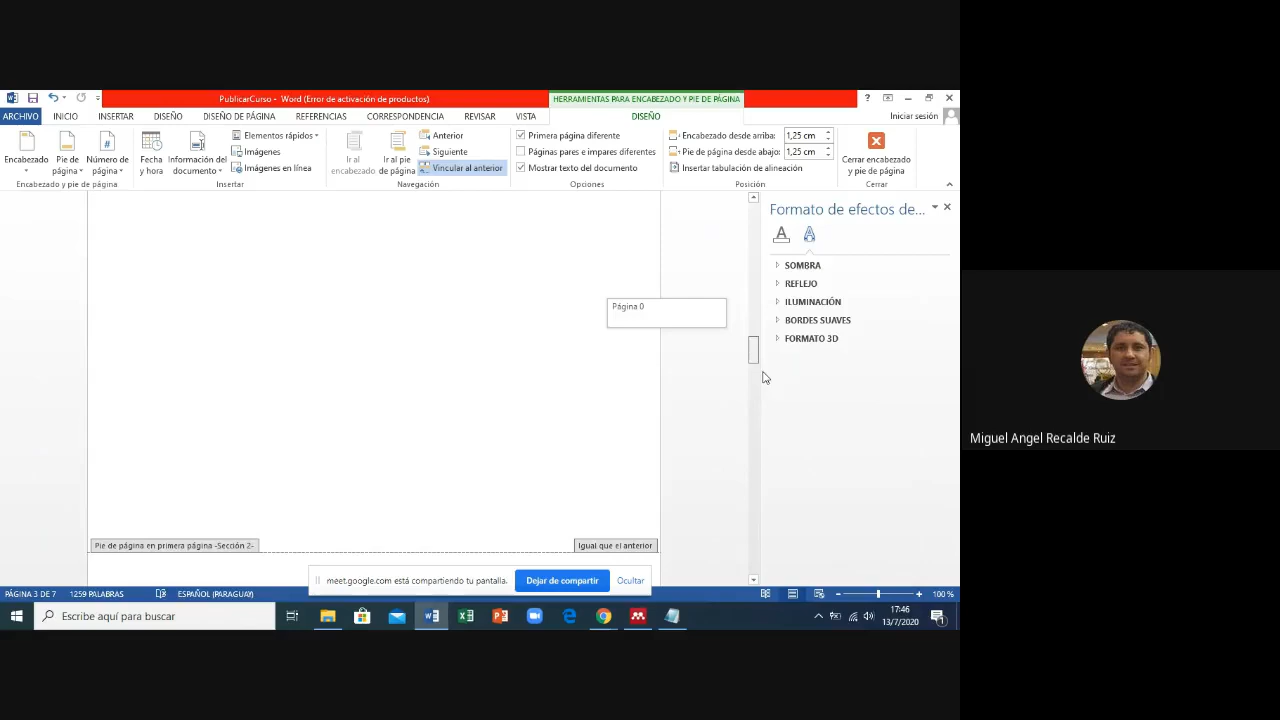 PublicarCurso - Word (Error de activación de productos)
HERRAMIENTAS PARA ENCABEZADO Y PIE DE PÁGINA
?
ARCHIVO INICIO INSERTAR DISEÑO DISEÑO DE PÁGINA REFERENCIAS CORRESPONDENCIA REVISAR VISTA DISEÑO Iniciar sesión
Encabezado
Pie de página
Número de página
Encabezado y pie de página
Fecha y hora
Información del documento
Elementos rápidos
Imágenes
Imágenes en línea
Insertar
Ir al encabezado
Ir al pie de página
Anterior
Siguiente
Vincular al anterior
Navegación
Primera página diferente
Páginas pares e impares diferentes
Mostrar texto del documento
Opciones
Encabezado desde arriba: 1,25 cm
Pie de página desde abajo: 1,25 cm
Insertar tabulación de alineación
Posición
Cerrar encabezado y pie de página
Cerrar
Formato de efectos de...
SOMBRA
REFLEJO
ILUMINACIÓN
BORDES SUAVES
FORMATO 3D
Página 0
Miguel Angel Recalde Ruiz
Pie de página en primera página -Sección 2-
Igual que el anterior
meet.google.com está compartiendo tu pantalla. Dejar de compartir Ocultar
PÁGINA 3 DE 7 1259 PALABRAS ESPAÑOL (PARAGUAY) 100 %
Escribe aquí para buscar
17:46
13/7/2020
1